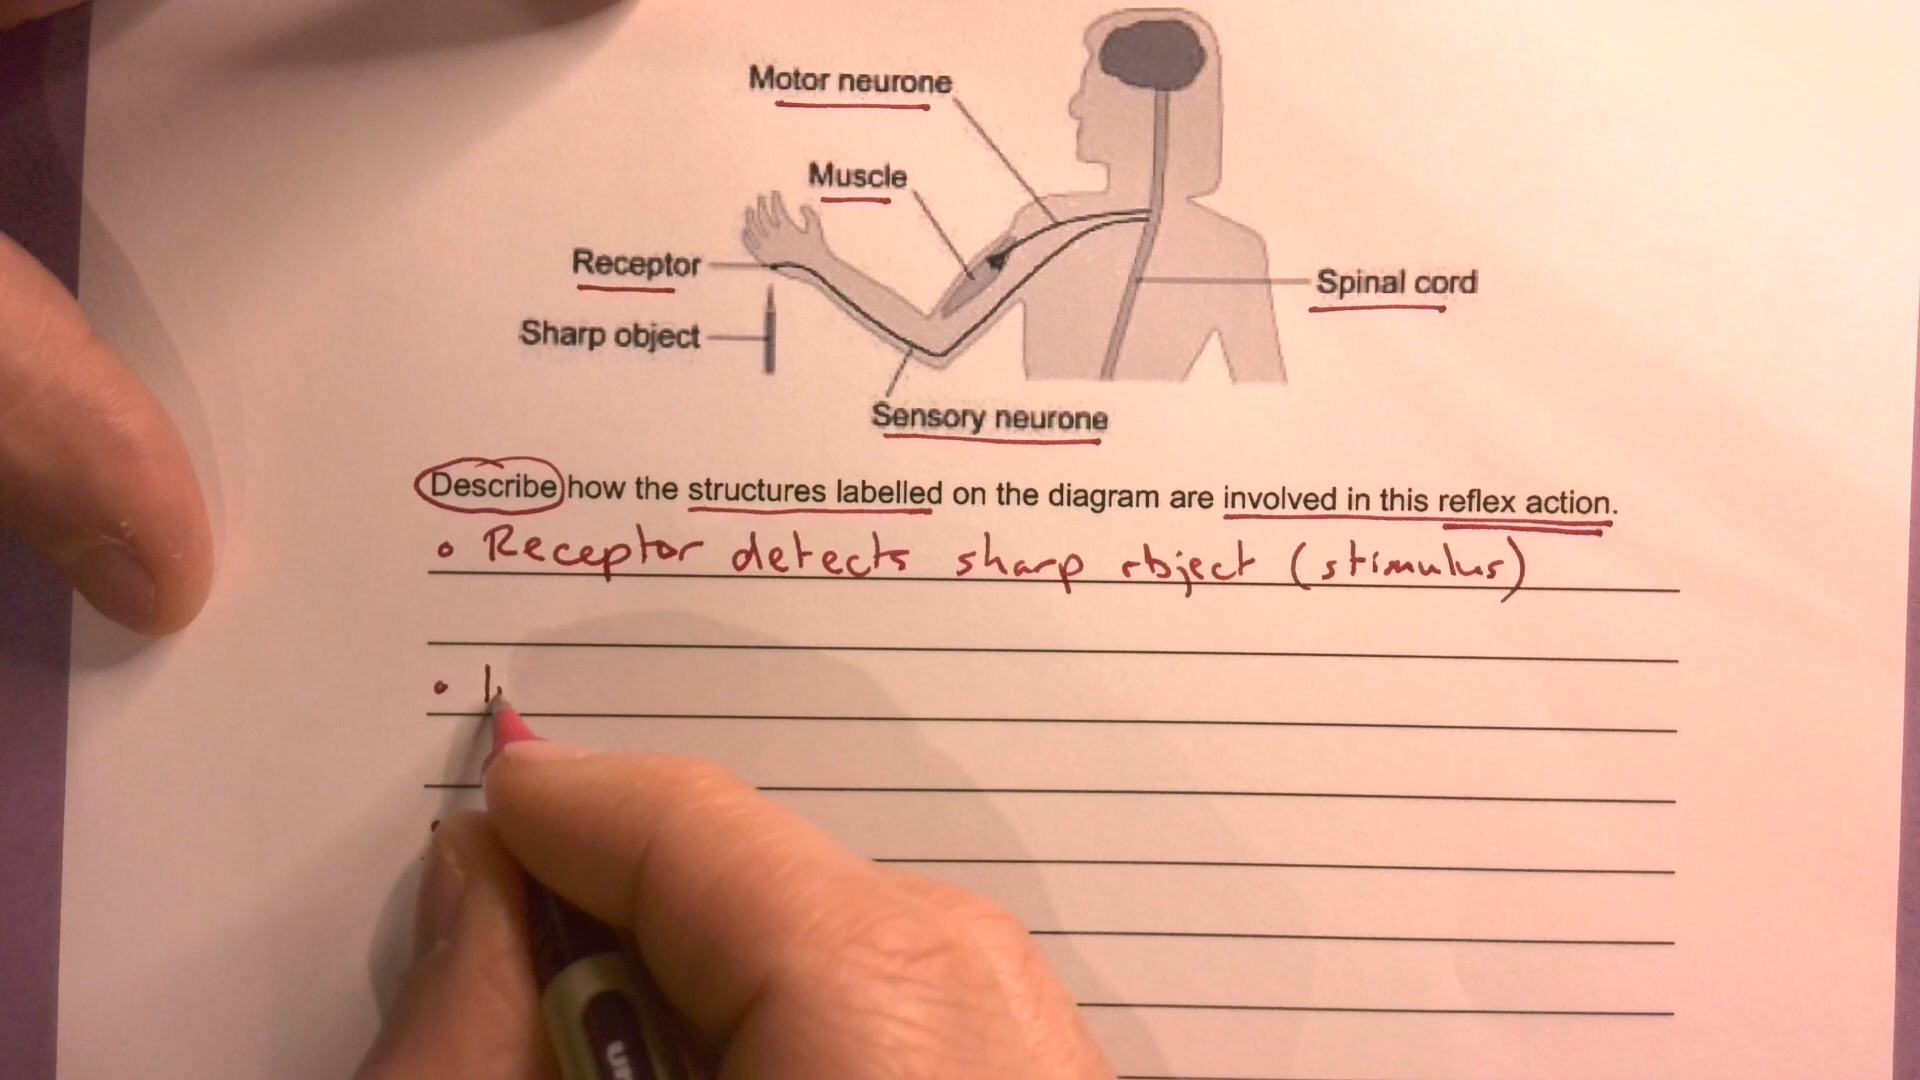 Motor neurone
Muscle
Receptor
Spinal cord
Sharp object
Sensory neurone
Describe how the structures labelled on the diagram are involved in this reflex action.
• Receptor detects sharp object (stimulus)
•